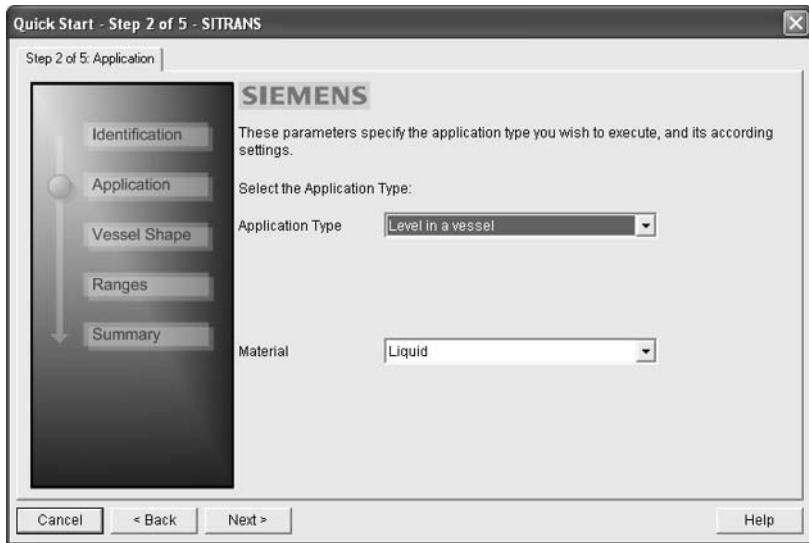 Quick Start - Step 2 of 5 - SITRANS
Step 2 of 5: Application
SIEMENS
Identification
Application
Vessel Shape
Ranges
Summary
These parameters specify the application type you wish to execute, and its according
settings.
Select the Application Type:
Application Type
Level in a vessel
Material
Liquid
Cancel
< Back
Next >
Help